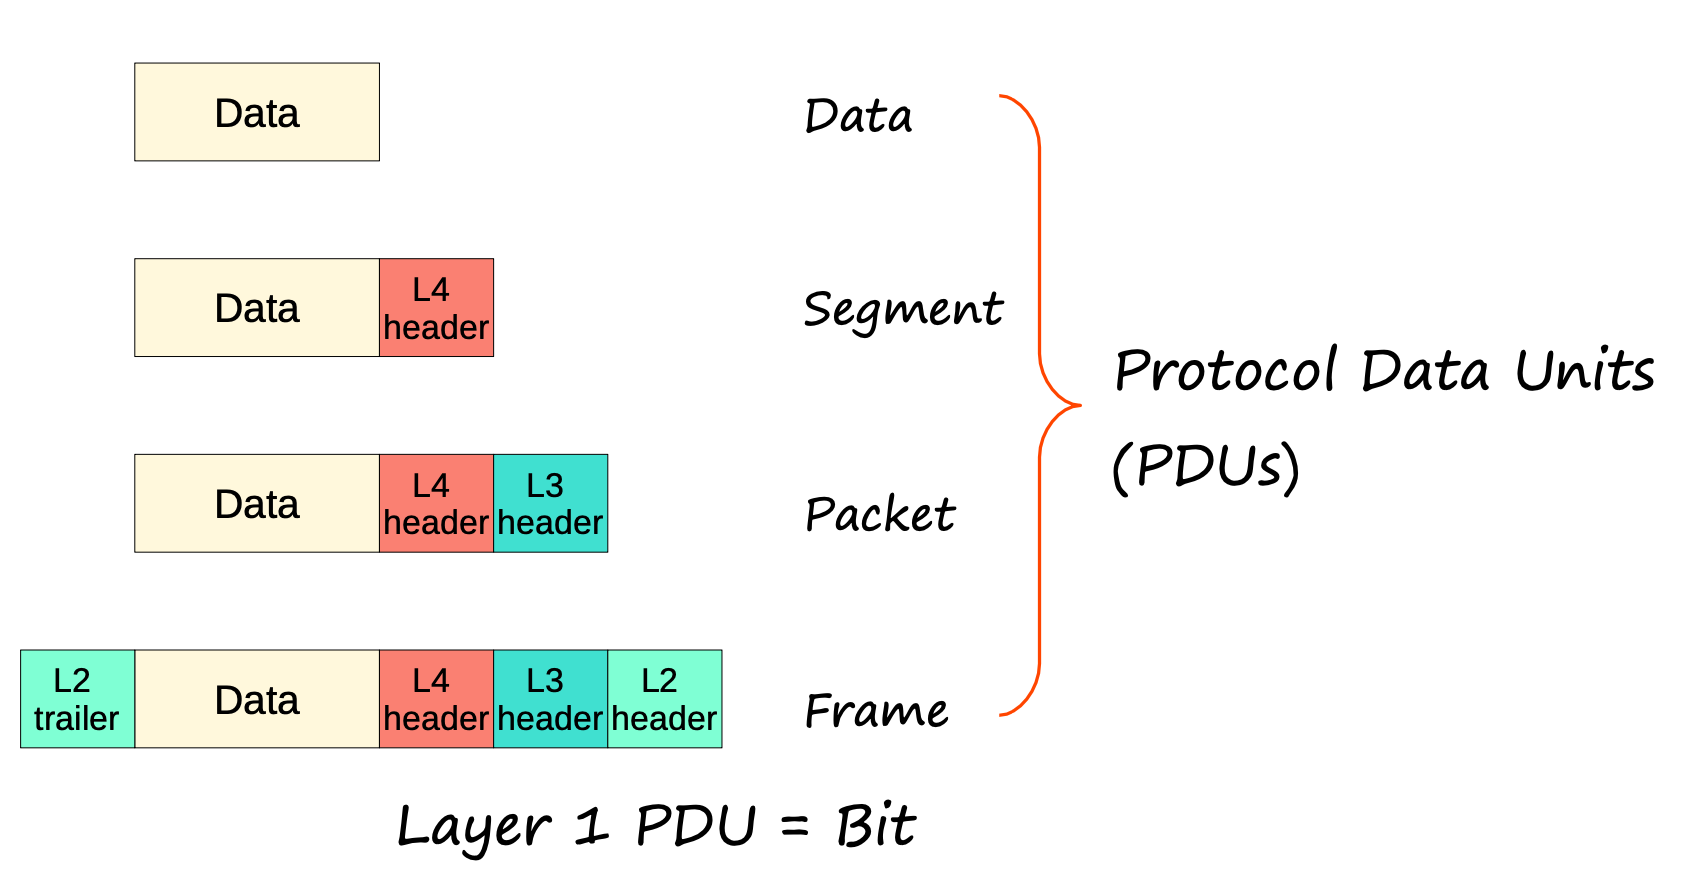 Data
Data
Data
L4
header
Segment
Protocol Data Units
(PDUs)
Data
L4
header
L3
header
Packet
L2
trailer
Data
L4
header
L3
header
L2
header
Frame
Layer 1 PDU = Bit